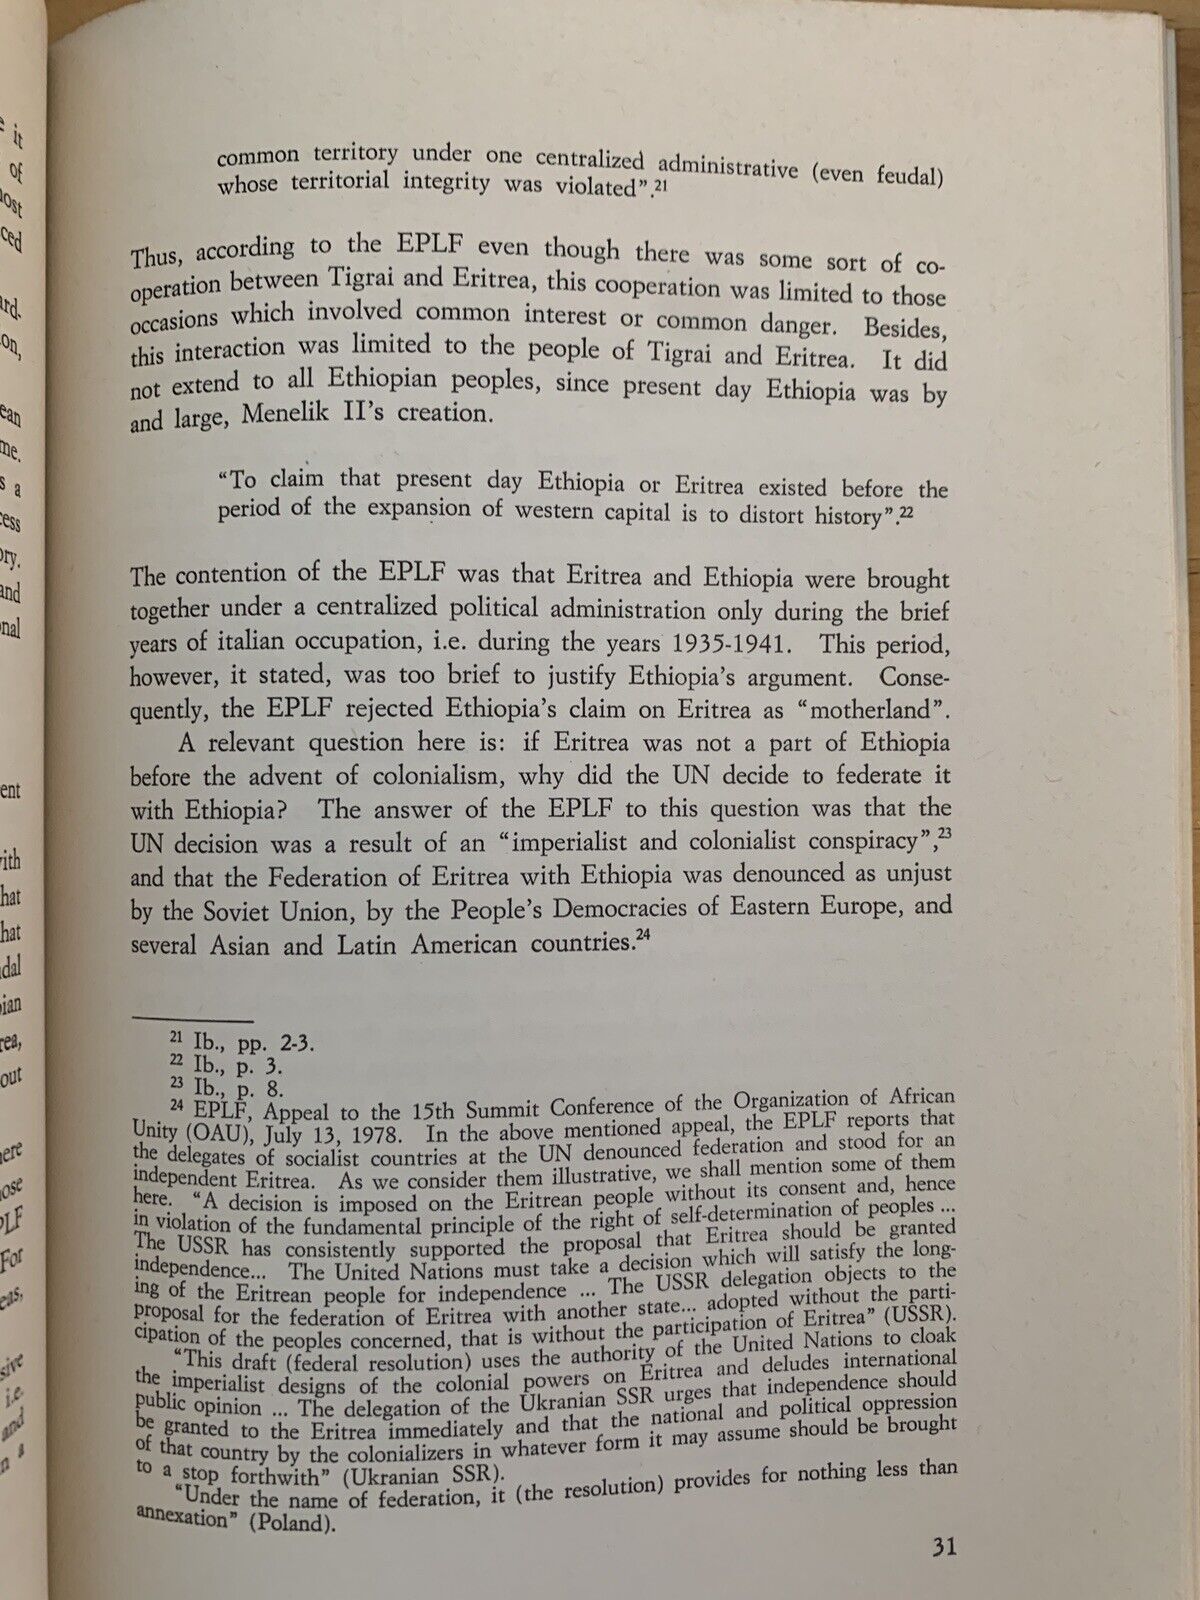 common territory under one centralized administrative (even feudal)
whose territorial integrity was violated".21
Thus, according to the EPLF even though there was some sort of co-
operation between Tigrai and Eritrea, this cooperation was limited to those
occasions which involved common interest or common danger. Besides,
this interaction was limited to the people of Tigrai and Eritrea. It did
not extend to all Ethiopian peoples, since present day Ethiopia was by
and large, Menelik II's creation.
"To claim that present day Ethiopia or Eritrea existed before the
period of the expansion of western capital is to distort history".22
The contention of the EPLF was that Eritrea and Ethiopia were brought
together under a centralized political administration only during the brief
years of italian occupation, i.e. during the years 1935-1941. This period,
however, it stated, was too brief to justify Ethiopia's argument. Conse-
quently, the EPLF rejected Ethiopia's claim on Eritrea as "motherland".
A relevant question here is: if Eritrea was not a part of Ethiopia
before the advent of colonialism, why did the UN decide to federate it
with Ethiopia? The answer of the EPLF to this question was that the
UN decision was a result of an "imperialist and colonialist conspiracy",23
and that the Federation of Eritrea with Ethiopia was denounced as unjust
by the Soviet Union, by the People's Democracies of Eastern Europe, and
several Asian and Latin American countries.24
21 Ib., pp. 2-3.
22 Ib., p. 3.
23 Ib., p. 8.
24 EPLF, Appeal to the 15th Summit Conference of the Organization of African
Unity (OAU), July 13, 1978. In the above mentioned appeal, the EPLF reports that
the delegates of socialist countries at the UN denounced federation and stood for an
independent Eritrea. As we consider them illustrative, we shall mention some of them
here. "A decision is imposed on the Eritrean people without its consent and, hence
in violation of the fundamental principle of the right of self-determination of peoples ...
The USSR has consistently supported the proposal that Eritrea should be granted
independence... The United Nations must take a decision which will satisfy the long-
ing of the Eritrean people for independence ... The USSR delegation objects to the
proposal for the federation of Eritrea with another state... adopted without the parti-
cipation of the peoples concerned, that is without the participation of Eritrea" (USSR).
"This draft (federal resolution) uses the authority of the United Nations to cloak
the imperialist designs of the colonial powers on Eritrea and deludes international
public opinion ... The delegation of the Ukranian SSR urges that independence should
be granted to the Eritrea immediately and that the national and political oppression
of that country by the colonializers in whatever form it may assume should be brought
to a stop forthwith" (Ukranian SSR).
"Under the name of federation, it (the resolution) provides for nothing less than
annexation" (Poland).
31